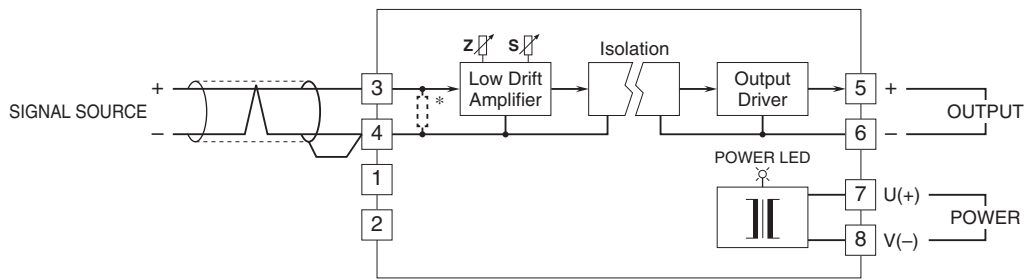 Z S Isolation
+ 3 * Low Drift Amplifier Output Driver 5 +
SIGNAL SOURCE OUTPUT
– 4 6 –
1 POWER LED 7 U(+)
2 POWER
8 V(–)